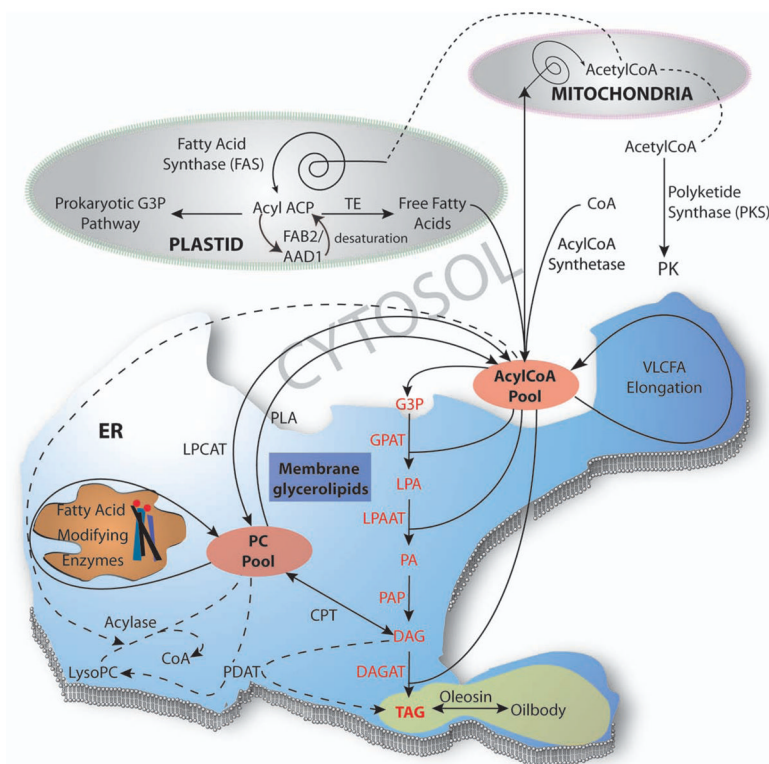 AcetylCoA
MITOCHONDRIA
Fatty Acid
Synthase (FAS)
AcetylCoA
Polyketide
Synthase (PKS)
PK
Prokaryotic G3P
Pathway
Acyl ACP
TE
Free Fatty
Acids
PLASTID
FAB2/
AAD1
desaturation
CoA
AcylCoA
Synthetase
CYTOSOL
AcylCoA
Pool
VLCFA
Elongation
ER
LPCAT
PLA
G3P
GPAT
Membrane
glycerolipids
LPA
LPAAT
Fatty Acid
Modifying
Enzymes
PC
Pool
PA
PAP
CPT
DAG
Acylase
CoA
LysoPC
PDAT
DAGAT
TAG
Oleosin
Oilbody